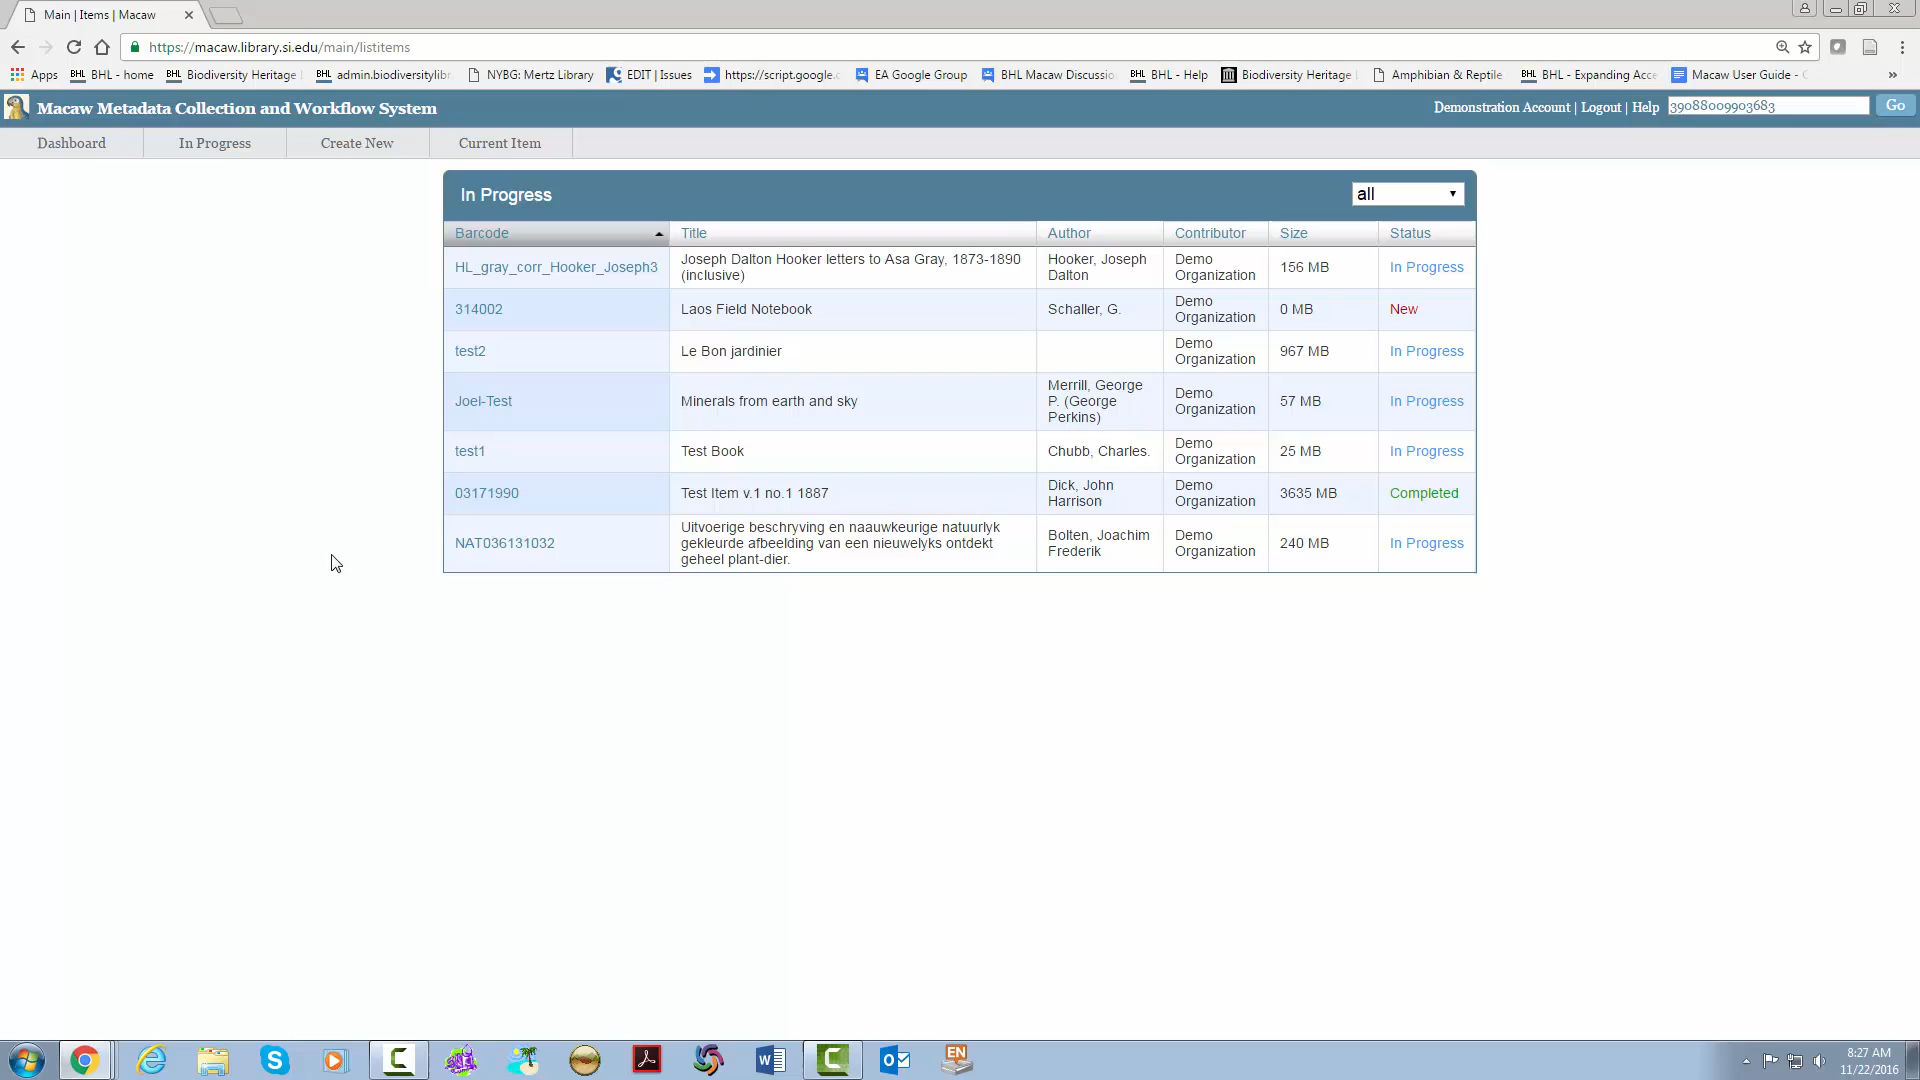 Main | Items | Macaw
https://macaw.library.si.edu/main/listitems
Apps BHL - home Biodiversity Heritage admin.biodiversitylib NYBG: Mertz Library EDIT | Issues https://script.google. EA Google Group BHL Macaw Discussio BHL - Help Biodiversity Heritage Amphibian & Reptile BHL - Expanding Acce Macaw User Guide -
Macaw Metadata Collection and Workflow System
Demonstration Account | Logout | Help 39088009903683 Go
Dashboard In Progress Create New Current Item
In Progress all
Barcode Title Author Contributor Size Status
HL_gray_corr_Hooker_Joseph3 Joseph Dalton Hooker letters to Asa Gray, 1873-1890 (inclusive) Hooker, Joseph Dalton Demo Organization 156 MB In Progress
314002 Laos Field Notebook Schaller, G. Demo Organization 0 MB New
test2 Le Bon jardinier Demo Organization 967 MB In Progress
Joel-Test Minerals from earth and sky Merrill, George P. (George Perkins) Demo Organization 57 MB In Progress
test1 Test Book Chubb, Charles. Demo Organization 25 MB In Progress
03171990 Test Item v.1 no.1 1887 Dick, John Harrison Demo Organization 3635 MB Completed
NAT036131032 Uitvoerige beschryving en naauwkeurige natuurlyk gekleurde afbeelding van een nieuwelyks ontdekt geheel plant-dier. Bolten, Joachim Frederik Demo Organization 240 MB In Progress
EN
8:27 AM
11/22/2016